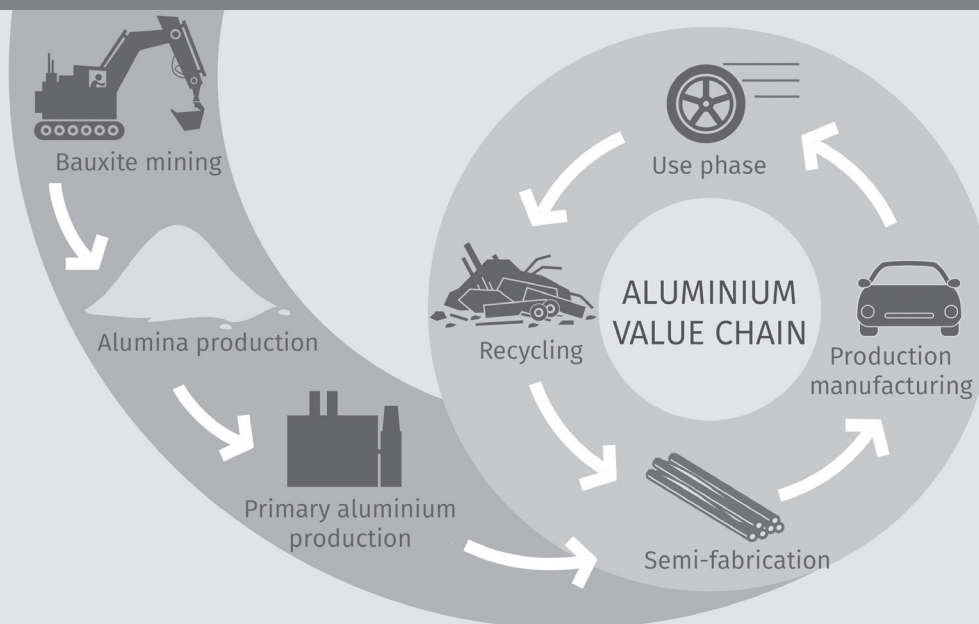 Bauxite mining
Alumina production
Primary aluminium
production
Use phase
ALUMINIUM
VALUE CHAIN
Recycling
Production
manufacturing
Semi-fabrication